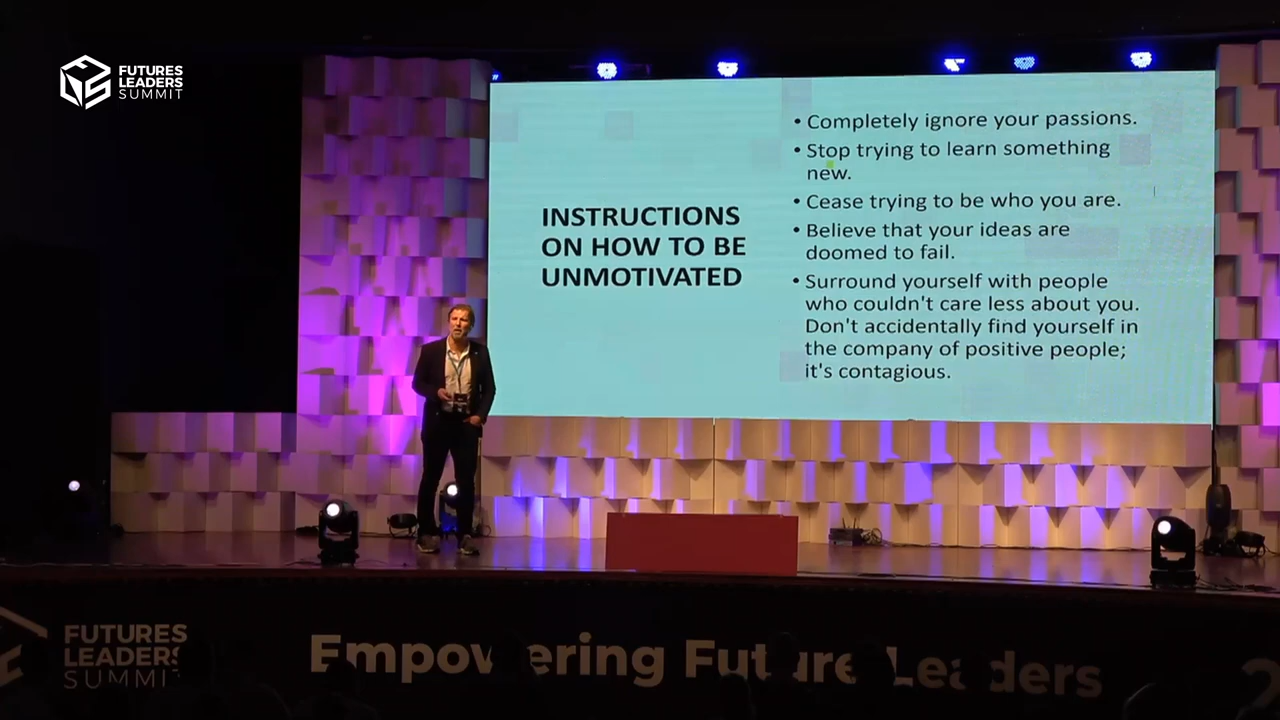 FUTURES
LEADERS
SUMMIT
INSTRUCTIONS
ON HOW TO BE
UNMOTIVATED
• Completely ignore your passions.
• Stop trying to learn something
new.
• Cease trying to be who you are.
• Believe that your ideas are
doomed to fail.
• Surround yourself with people
who couldn't care less about you.
Don't accidentally find yourself in
the company of positive people;
it's contagious.
FUTURES
LEADERS
SUMMIT
Empowering Future Leaders
2